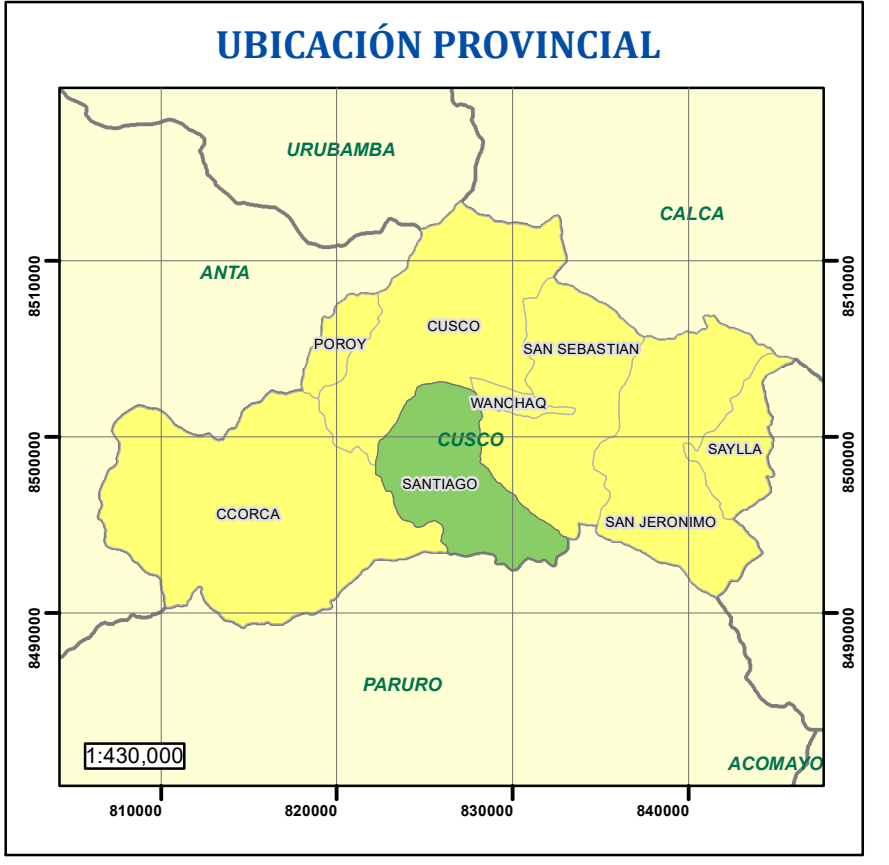 UBICACIÓN PROVINCIAL
URUBAMBA
CALCA
ANTA
8510000
8510000
CUSCO
POROY
SAN SEBASTIAN
WANCHAQ
CUSCO
8500000
8500000
SAYLLA
SANTIAGO
CCORCA
SAN JERONIMO
8490000
8490000
PARURO
1:430,000
ACOMAYO
810000
820000
830000
840000